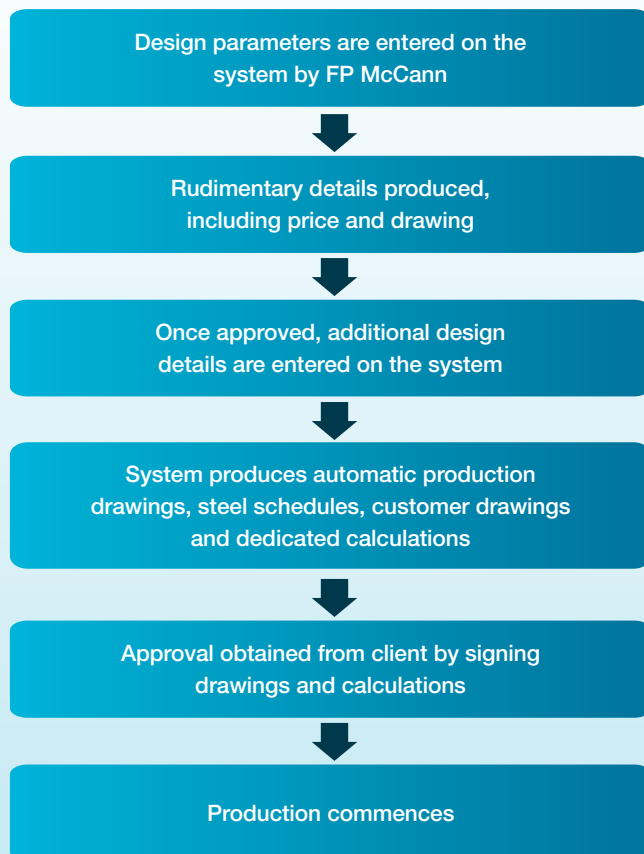 Design parameters are entered on the
system by FP McCann
Rudimentary details produced,
including price and drawing
Once approved, additional design
details are entered on the system
System produces automatic production
drawings, steel schedules, customer drawings
and dedicated calculations
Approval obtained from client by signing
drawings and calculations
Production commences